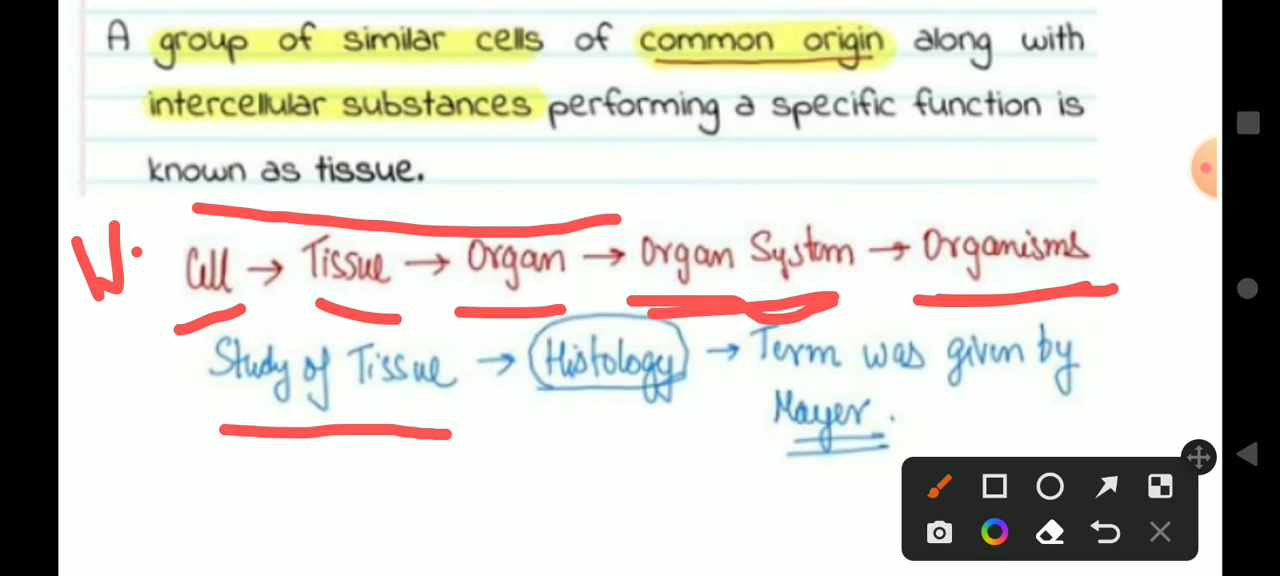 A group of similar cells of common origin along with
intercellular substances performing a specific function is
known as tissue.
V.
Cell → Tissue → Organ → Organ System → Organisms
Study of Tissue → Histology → Term was given by
Mayer.